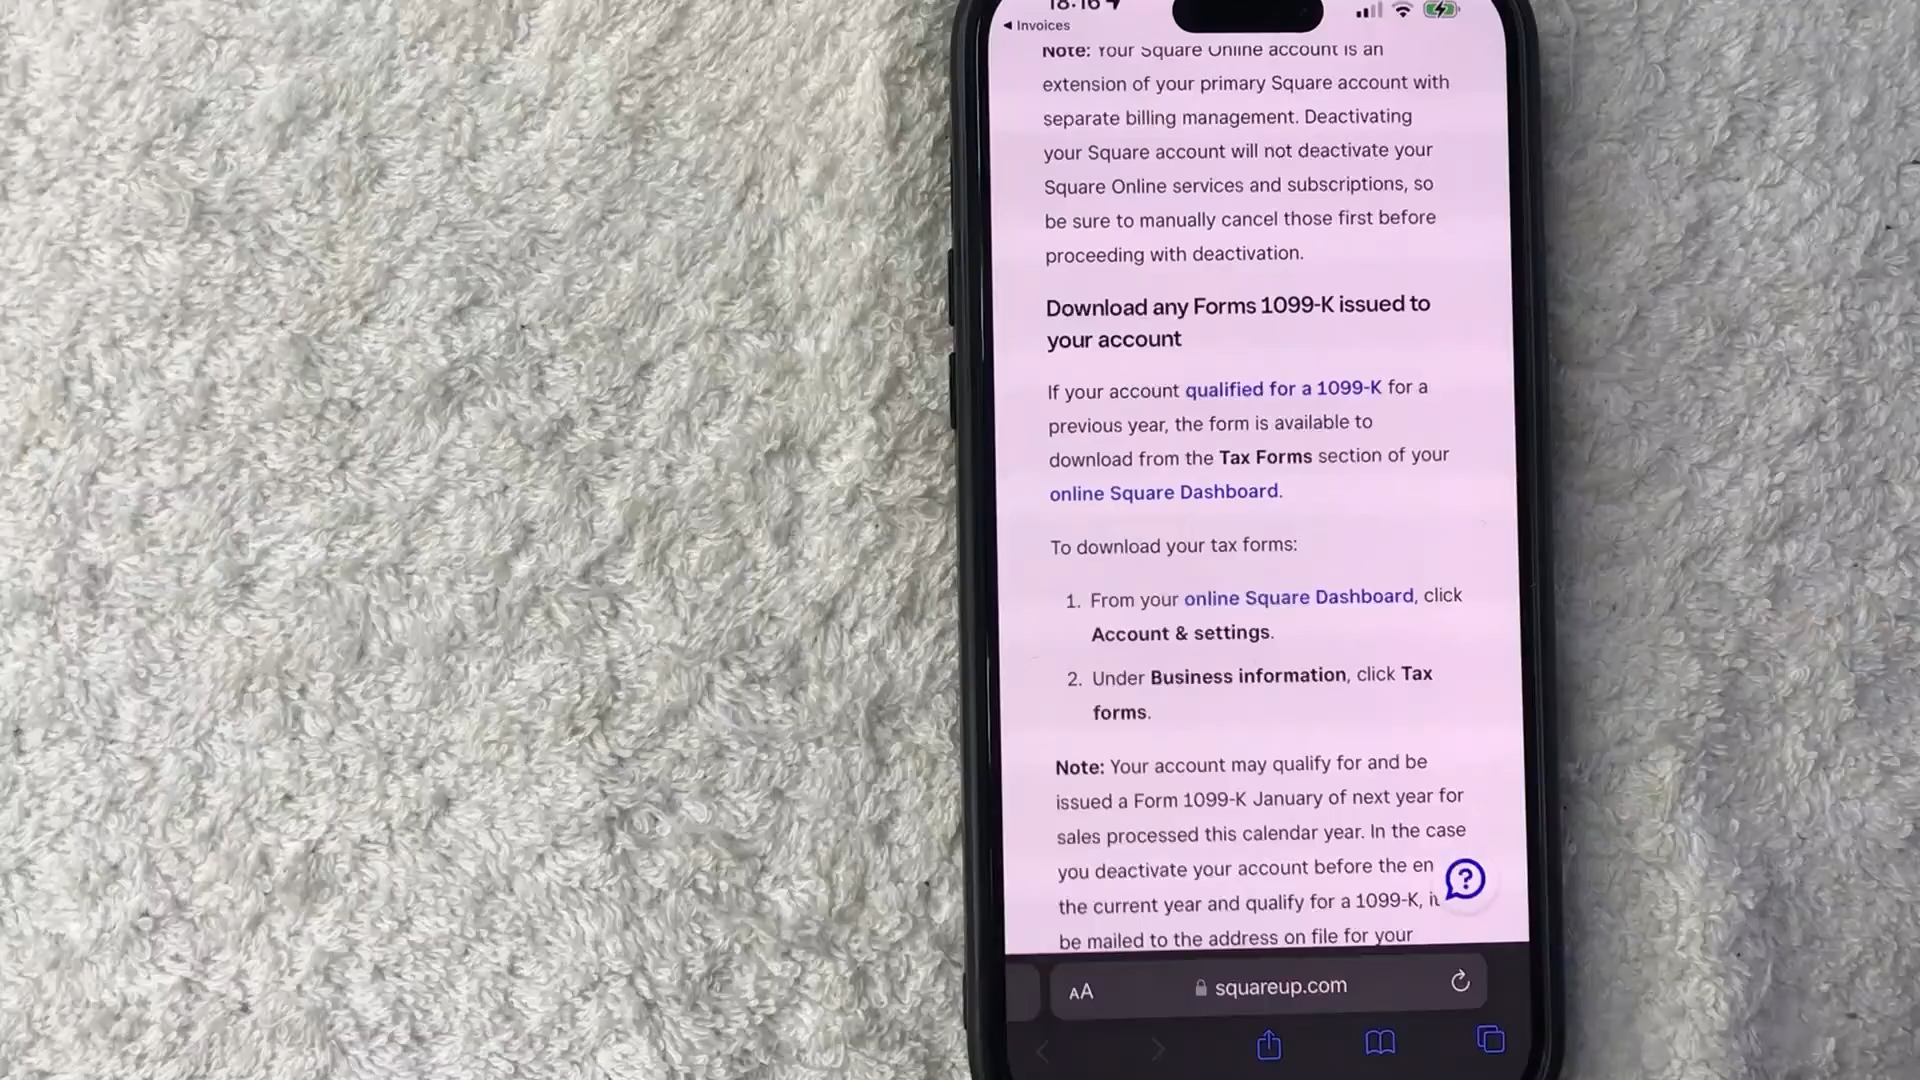 18:16
Invoices
Note: Your Square Online account is an
extension of your primary Square account with
separate billing management. Deactivating
your Square account will not deactivate your
Square Online services and subscriptions, so
be sure to manually cancel those first before
proceeding with deactivation.
Download any Forms 1099-K issued to
your account
If your account qualified for a 1099-K for a
previous year, the form is available to
download from the Tax Forms section of your
online Square Dashboard.
To download your tax forms:
1. From your online Square Dashboard, click
Account & settings.
2. Under Business information, click Tax
forms.
Note: Your account may qualify for and be
issued a Form 1099-K January of next year for
sales processed this calendar year. In the case
you deactivate your account before the en
the current year and qualify for a 1099-K,
be mailed to the address on file for your
AA squareup.com